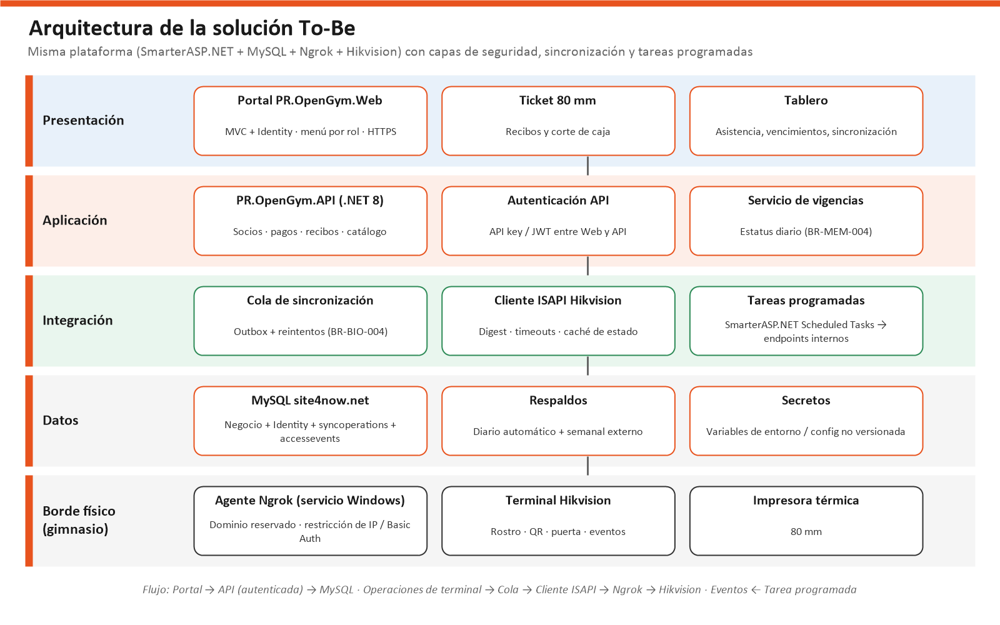 Arquitectura de la solución To-Be
Misma plataforma (SmarterASP.NET + MySQL + Ngrok + Hikvision) con capas de seguridad, sincronización y tareas programadas
Presentación
Portal PR.OpenGym.Web
MVC + Identity · menú por rol · HTTPS
Ticket 80 mm
Recibos y corte de caja
Tablero
Asistencia, vencimientos, sincronización
Aplicación
PR.OpenGym.API (.NET 8)
Socios · pagos · recibos · catálogo
Autenticación API
API key / JWT entre Web y API
Servicio de vigencias
Estatus diario (BR-MEM-004)
Integración
Cola de sincronización
Outbox + reintentos (BR-BIO-004)
Cliente ISAPI Hikvision
Digest · timeouts · caché de estado
Tareas programadas
SmarterASP.NET Scheduled Tasks →
endpoints internos
Datos
MySQL site4now.net
Negocio + Identity + syncoperations +
accessevents
Respaldos
Diario automático + semanal externo
Secretos
Variables de entorno / config no versionada
Borde físico
(gimnasio)
Agente Ngrok (servicio Windows)
Dominio reservado · restricción de IP / Basic
Auth
Terminal Hikvision
Rostro · QR · puerta · eventos
Impresora térmica
80 mm
Flujo: Portal → API (autenticada) → MySQL · Operaciones de terminal → Cola → Cliente ISAPI → Ngrok → Hikvision · Eventos ← Tarea programada